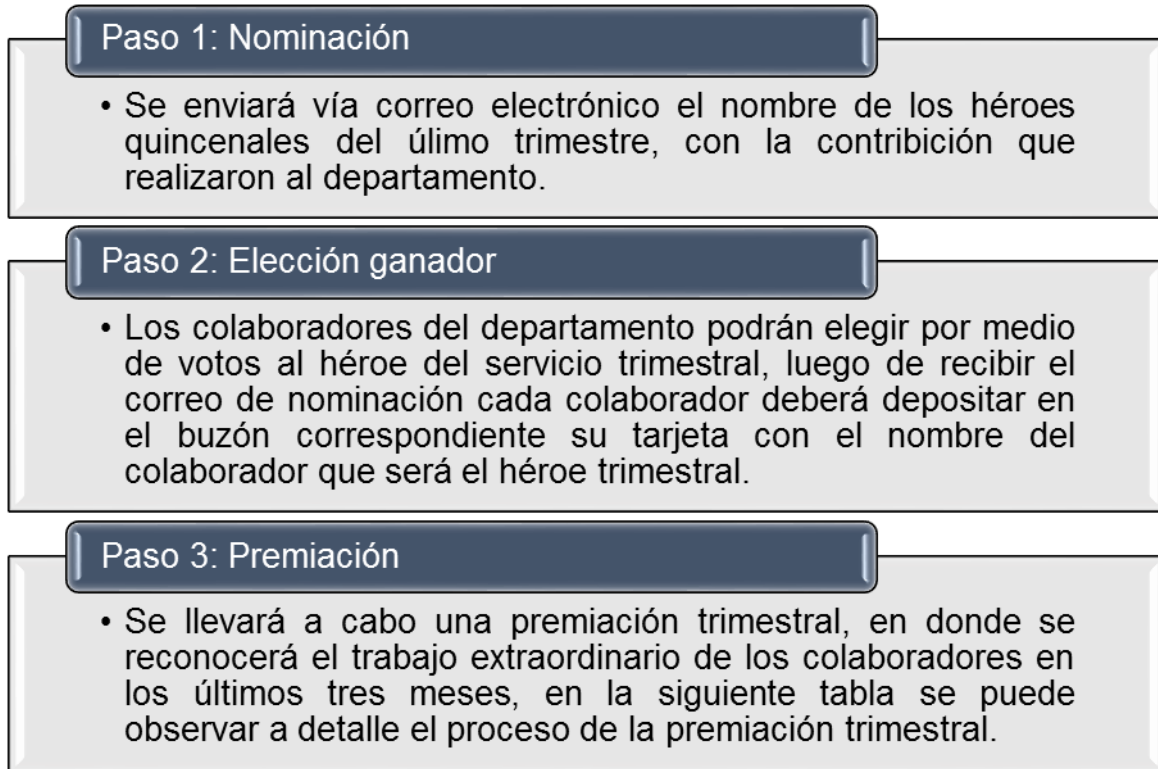 Paso 1: Nominación
• Se enviará vía correo electrónico el nombre de los héroes
quincenales del úlimo trimestre, con la contribición que
realizaron al departamento.
Paso 2: Elección ganador
• Los colaboradores del departamento podrán elegir por medio
de votos al héroe del servicio trimestral, luego de recibir el
correo de nominación cada colaborador deberá depositar en
el buzón correspondiente su tarjeta con el nombre del
colaborador que será el héroe trimestral.
Paso 3: Premiación
• Se llevará a cabo una premiación trimestral, en donde se
reconocerá el trabajo extraordinario de los colaboradores en
los últimos tres meses, en la siguiente tabla se puede
observar a detalle el proceso de la premiación trimestral.